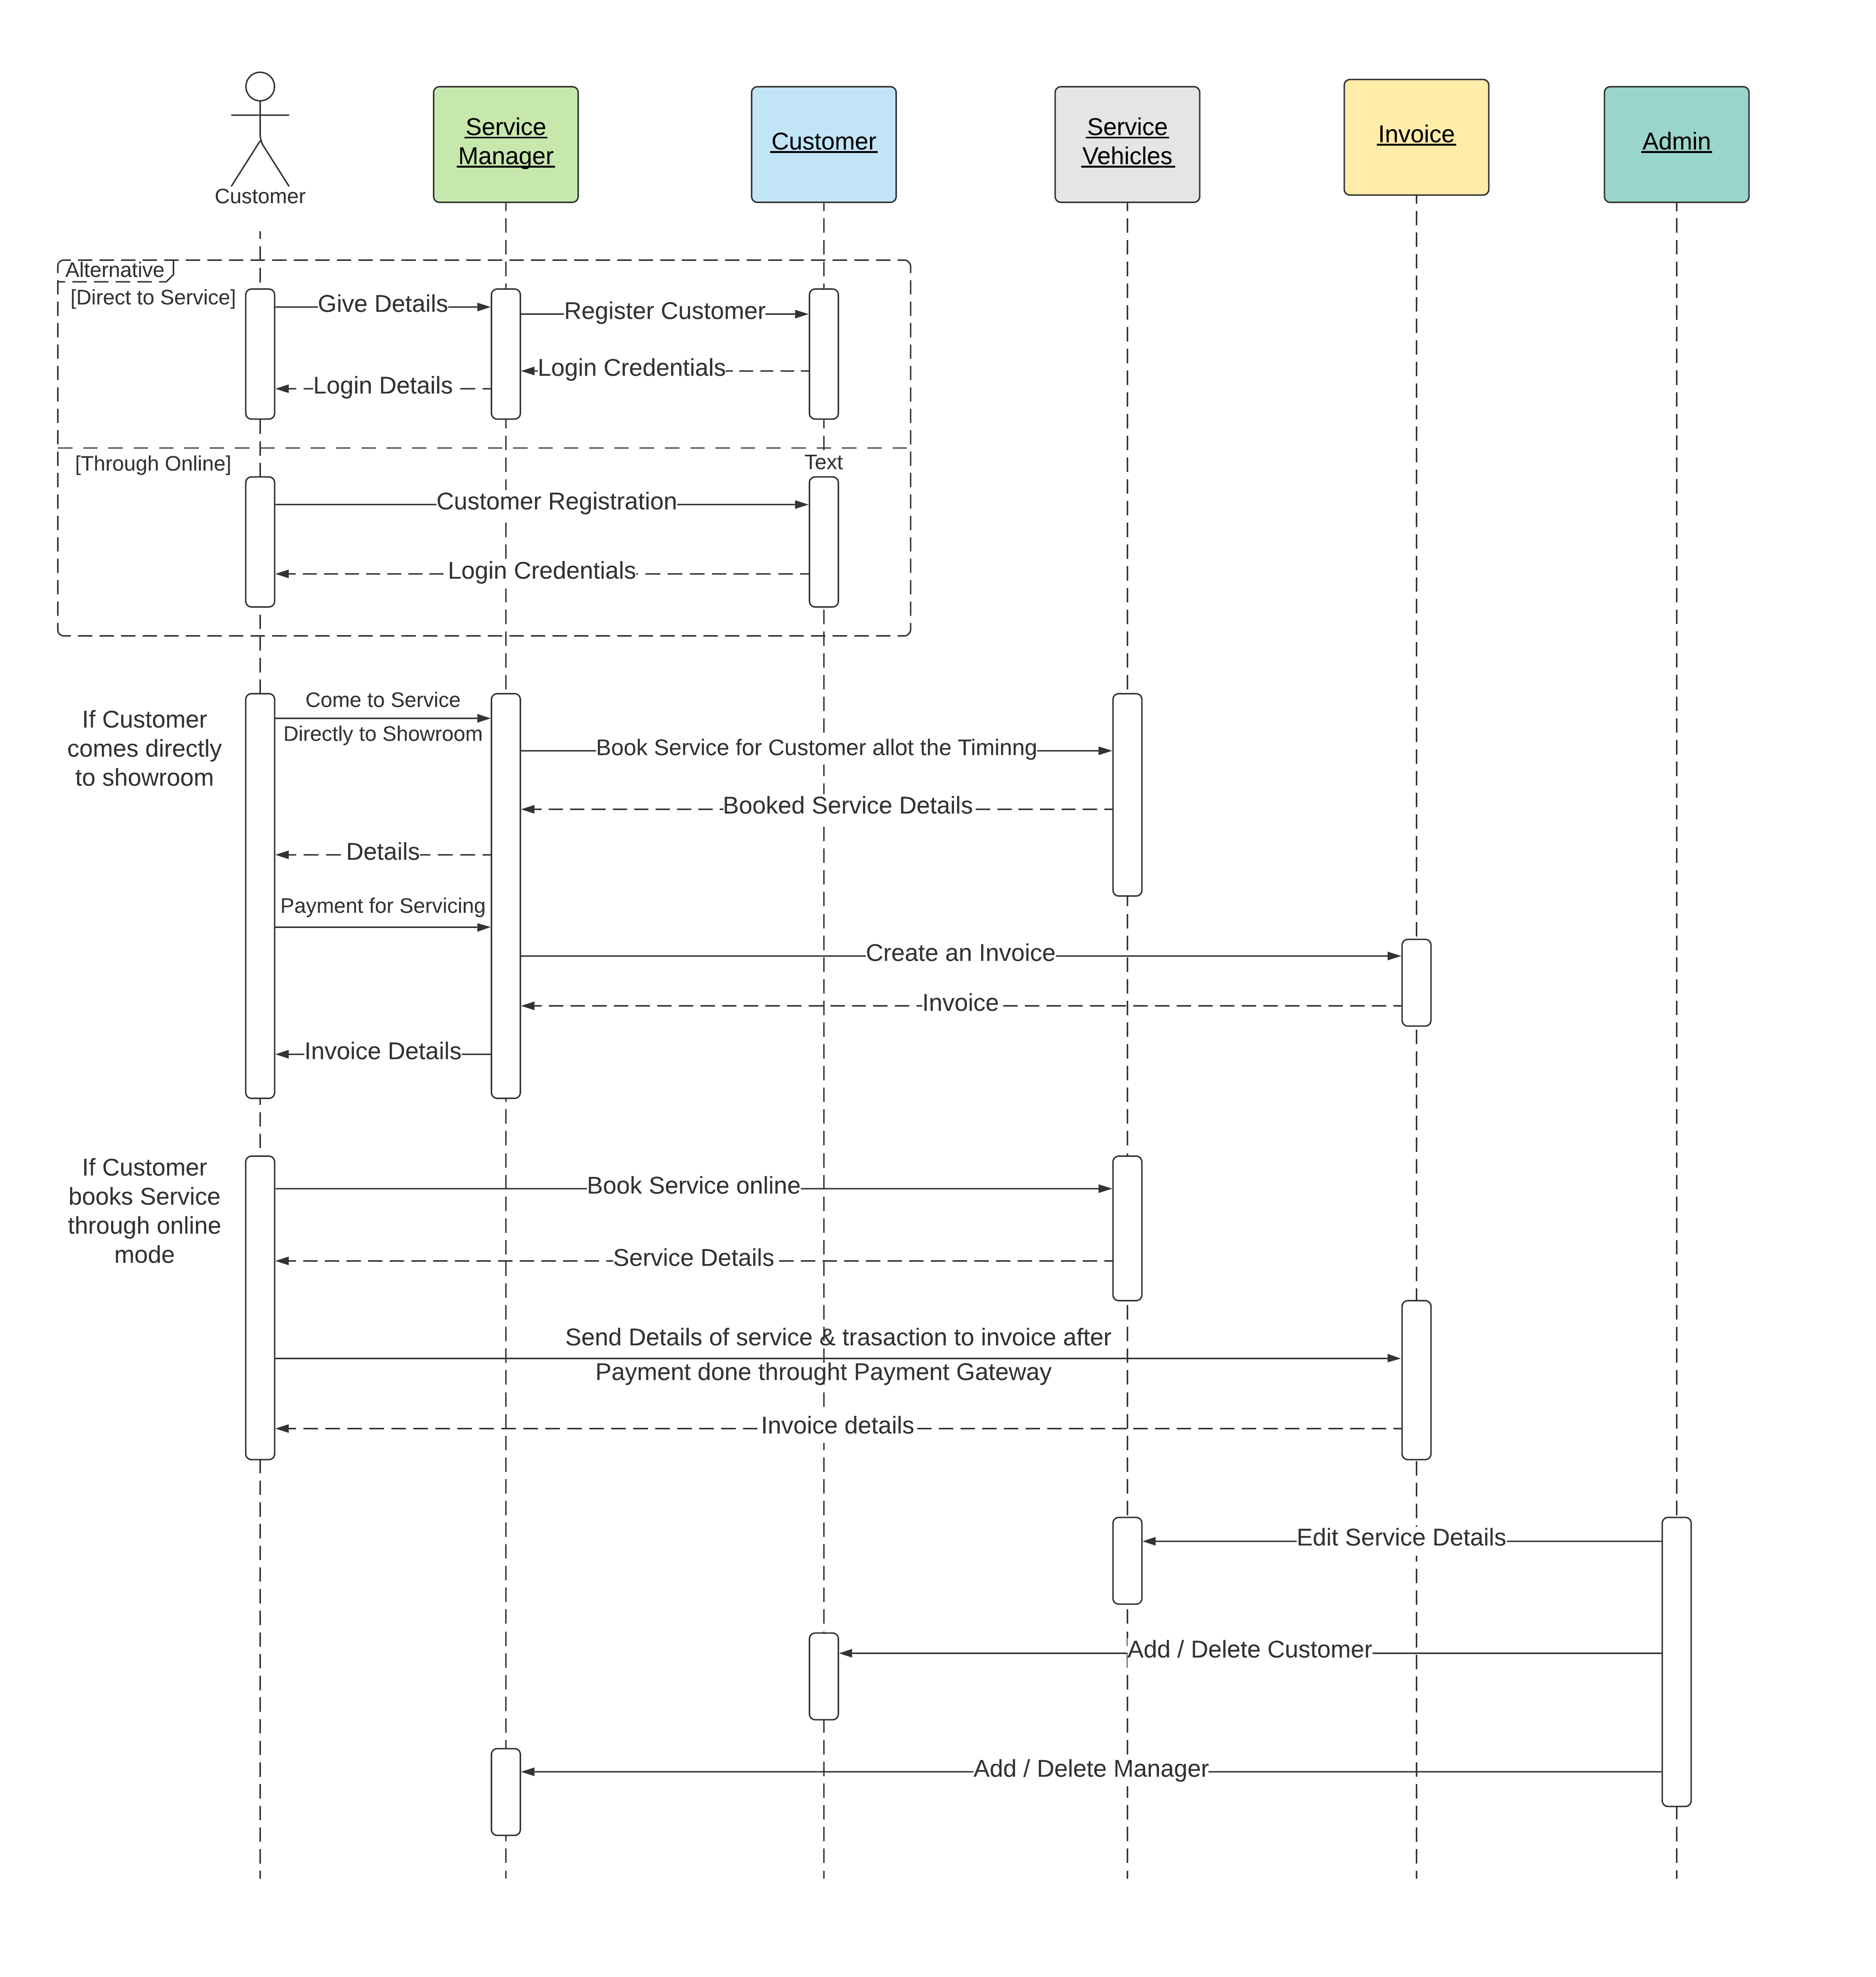 Customer
Service
Manager
Customer
Service
Vehicles
Invoice
Admin
Alternative
[Direct to Service]
Give Details
Register Customer
Login Credentials
Login Details
[Through Online]
Text
Customer Registration
Login Credentials
If Customer
comes directly
to showroom
Come to Service
Directly to Showroom
Book Service for Customer allot the Timinng
Booked Service Details
Details
Payment for Servicing
Create an Invoice
Invoice
Invoice Details
If Customer
books Service
through online
mode
Book Service online
Service Details
Send Details of service & trasaction to invoice after
Payment done throught Payment Gateway
Invoice details
Edit Service Details
Add / Delete Customer
Add / Delete Manager